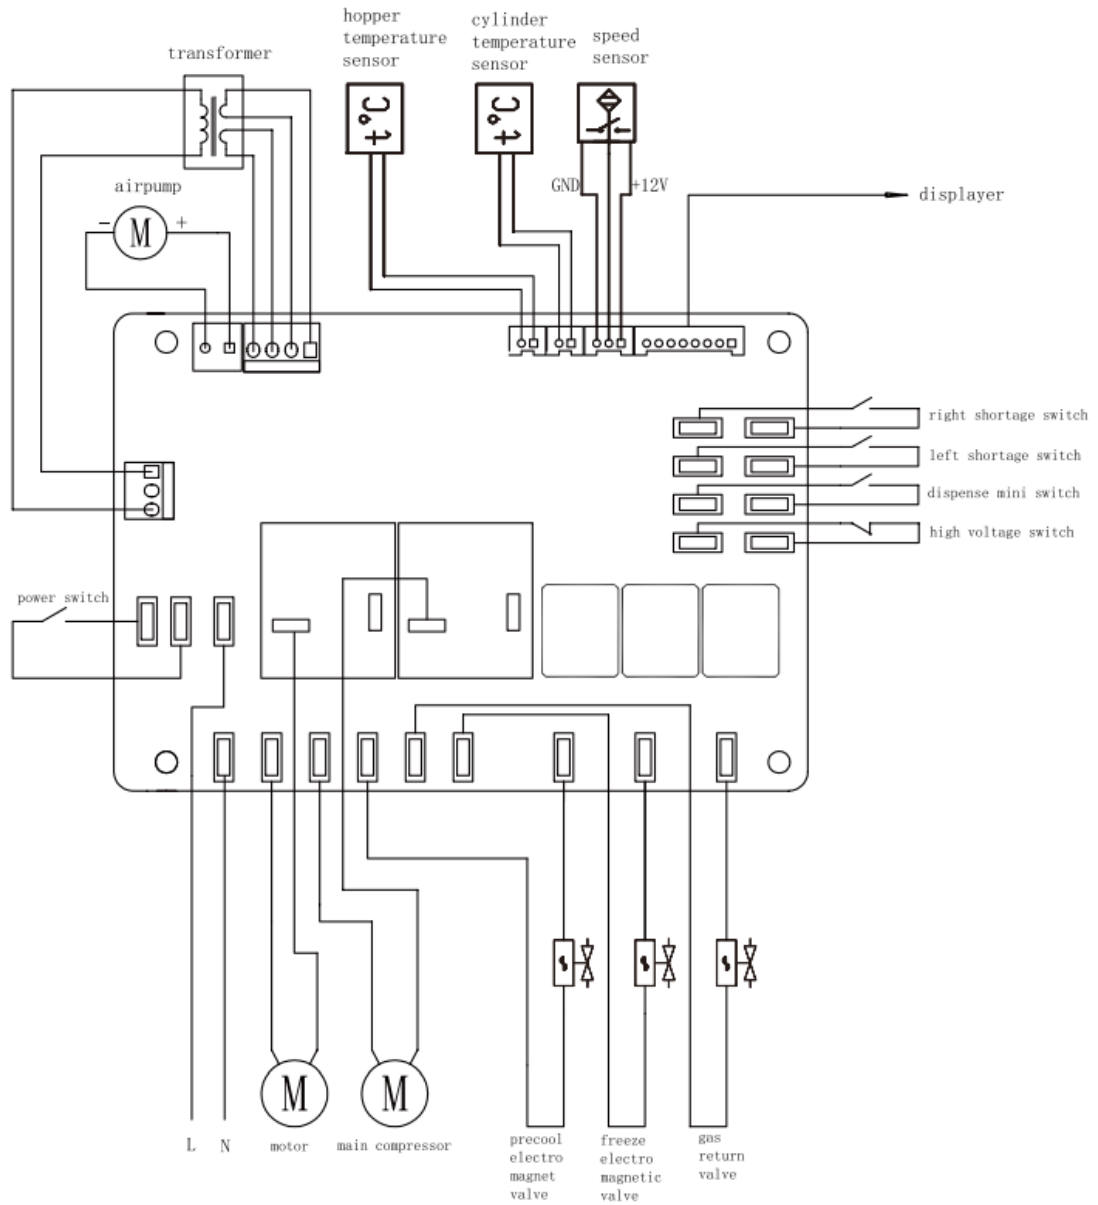 hopper
temperature
sensor
cylinder
temperature
sensor
speed
sensor
transformer
t°C
t°C
airpump
GND
+12V
displayer
-
M
+
right shortage switch
left shortage switch
dispense mini switch
high voltage switch
power switch
M
M
L
N
motor
main compressor
precool
electro
magnet
valve
freeze
electro
magnetic
valve
gas
return
valve